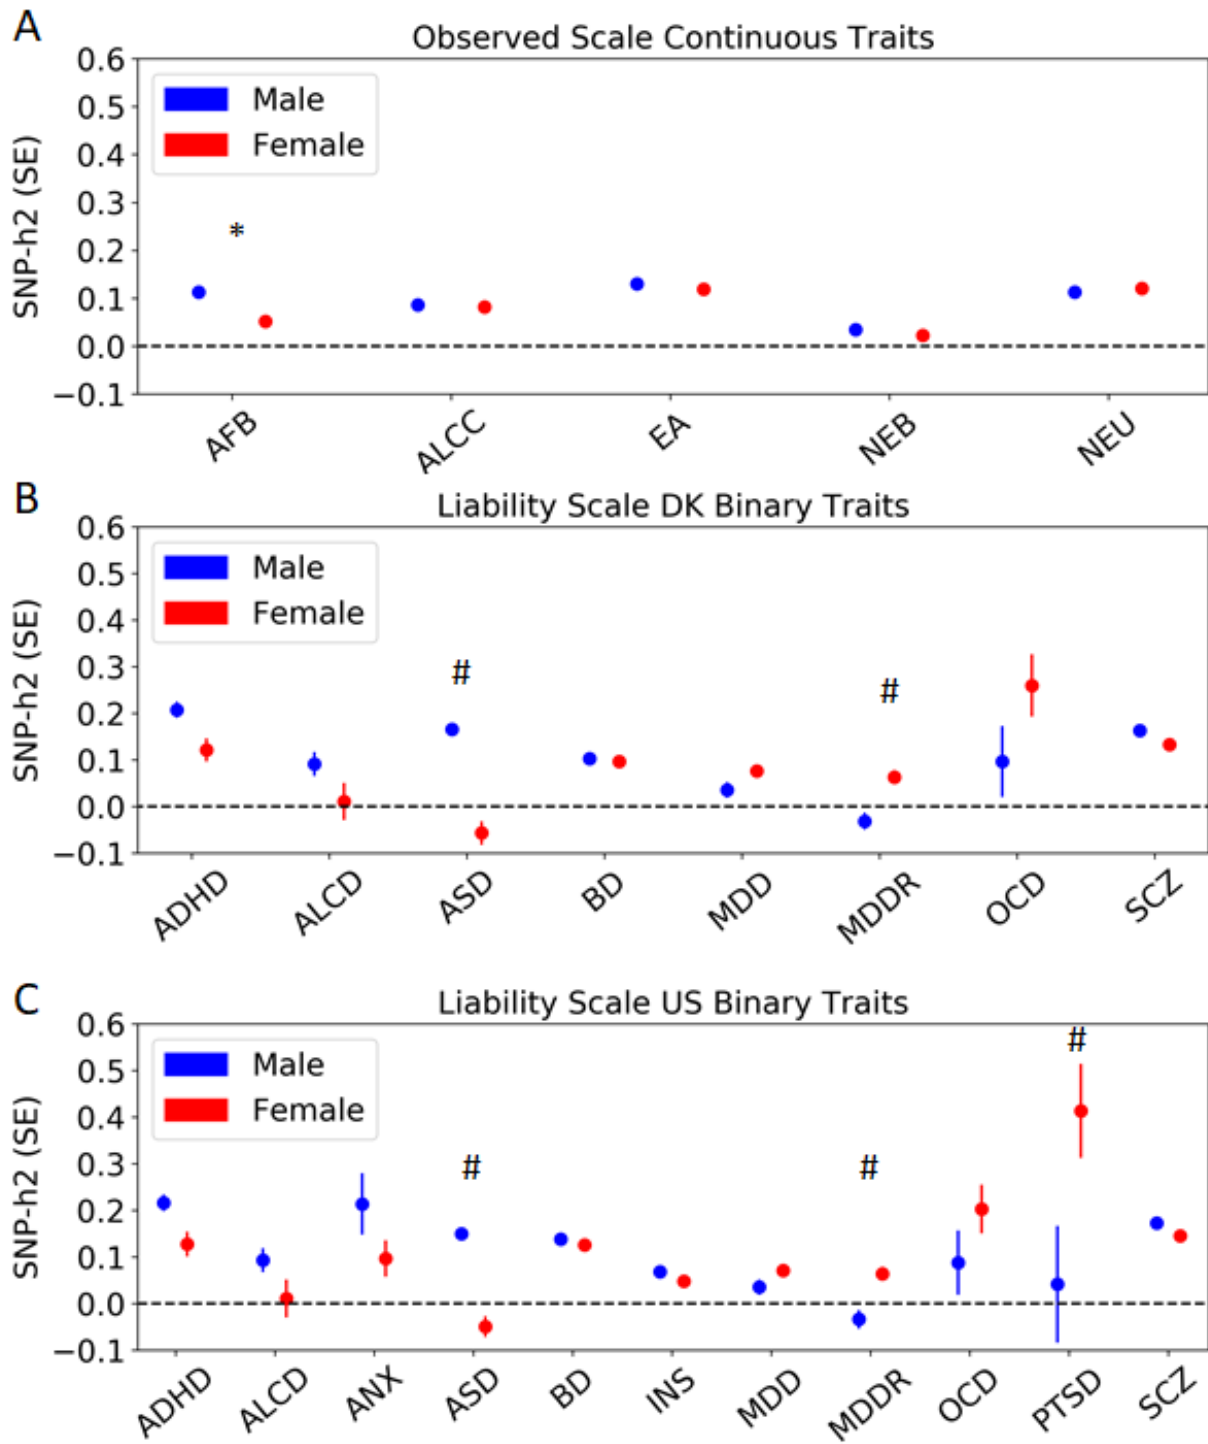 A
Observed Scale Continuous Traits
SNP-h2 (SE)
0.6
0.5
0.4
0.3
0.2
0.1
0.0
−0.1
Male
Female
*
AFB
ALCC
EA
NEB
NEU
B
Liability Scale DK Binary Traits
SNP-h2 (SE)
0.6
0.5
0.4
0.3
0.2
0.1
0.0
−0.1
Male
Female
#
#
ADHD
ALCD
ASD
BD
MDD
MDDR
OCD
SCZ
C
Liability Scale US Binary Traits
SNP-h2 (SE)
0.6
0.5
0.4
0.3
0.2
0.1
0.0
−0.1
Male
Female
#
#
#
ADHD
ALCD
ANX
ASD
BD
INS
MDD
MDDR
OCD
PTSD
SCZ